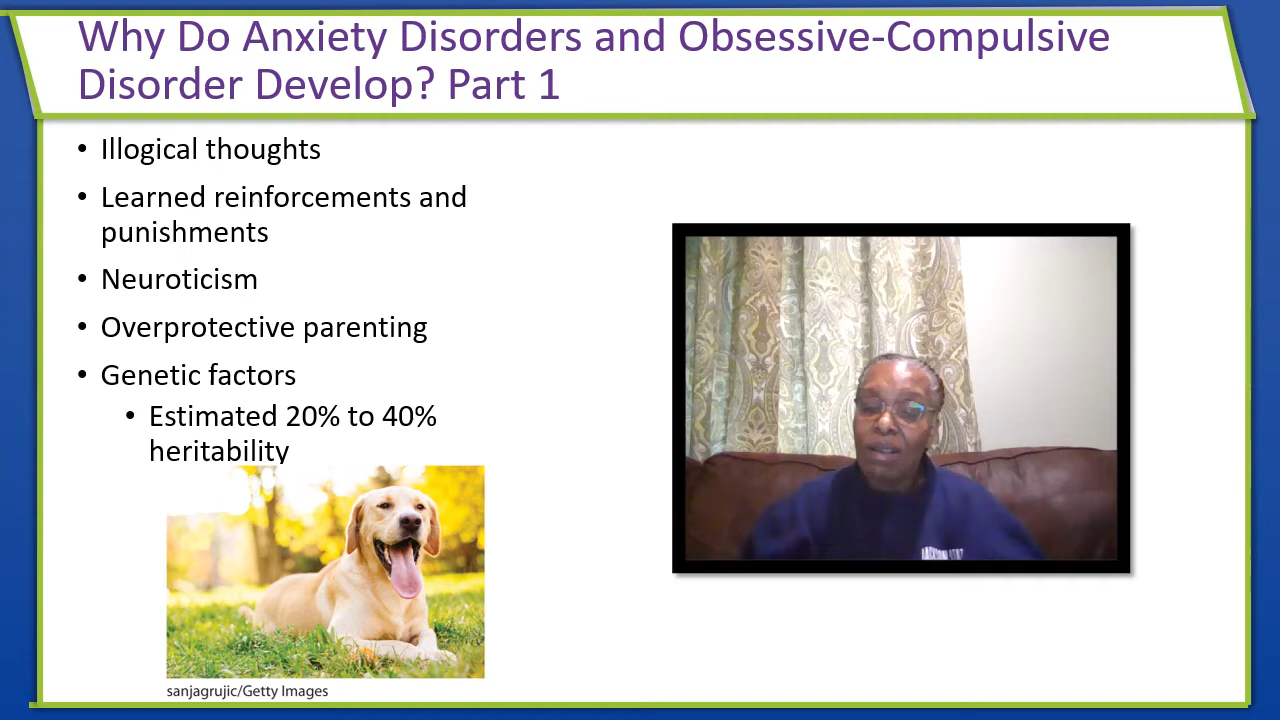 Why Do Anxiety Disorders and Obsessive-Compulsive
Disorder Develop? Part 1
• Illogical thoughts
• Learned reinforcements and
punishments
• Neuroticism
• Overprotective parenting
• Genetic factors
• Estimated 20% to 40%
heritability
sanjagrujic/Getty Images